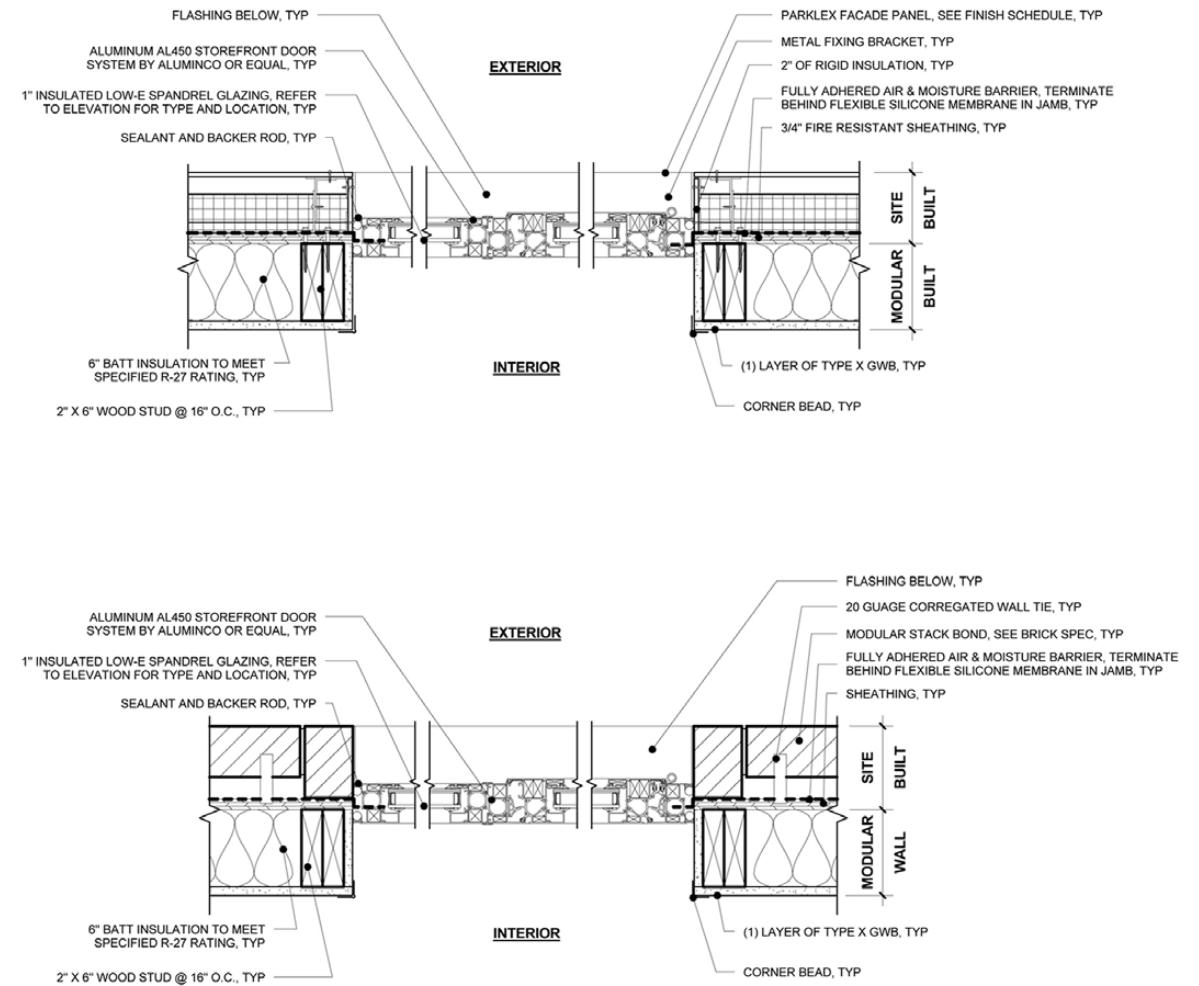 FLASHING BELOW, TYP
ALUMINUM AL450 STOREFRONT DOOR
SYSTEM BY ALUMINCO OR EQUAL, TYP
1" INSULATED LOW-E SPANDREL GLAZING, REFER
TO ELEVATION FOR TYPE AND LOCATION, TYP
SEALANT AND BACKER ROD, TYP
EXTERIOR
PARKLEX FACADE PANEL, SEE FINISH SCHEDULE, TYP
METAL FIXING BRACKET, TYP
2" OF RIGID INSULATION, TYP
FULLY ADHERED AIR & MOISTURE BARRIER, TERMINATE
BEHIND FLEXIBLE SILICONE MEMBRANE IN JAMB, TYP
3/4" FIRE RESISTANT SHEATHING, TYP
SITE
BUILT
MODULAR
BUILT
6" BATT INSULATION TO MEET
SPECIFIED R-27 RATING, TYP
2" X 6" WOOD STUD @ 16" O.C., TYP
INTERIOR
(1) LAYER OF TYPE X GWB, TYP
CORNER BEAD, TYP
ALUMINUM AL450 STOREFRONT DOOR
SYSTEM BY ALUMINCO OR EQUAL, TYP
1" INSULATED LOW-E SPANDREL GLAZING, REFER
TO ELEVATION FOR TYPE AND LOCATION, TYP
SEALANT AND BACKER ROD, TYP
EXTERIOR
FLASHING BELOW, TYP
20 GUAGE CORREGATED WALL TIE, TYP
MODULAR STACK BOND, SEE BRICK SPEC, TYP
FULLY ADHERED AIR & MOISTURE BARRIER, TERMINATE
BEHIND FLEXIBLE SILICONE MEMBRANE IN JAMB, TYP
SHEATHING, TYP
SITE
BUILT
MODULAR
WALL
6" BATT INSULATION TO MEET
SPECIFIED R-27 RATING, TYP
2" X 6" WOOD STUD @ 16" O.C., TYP
INTERIOR
(1) LAYER OF TYPE X GWB, TYP
CORNER BEAD, TYP